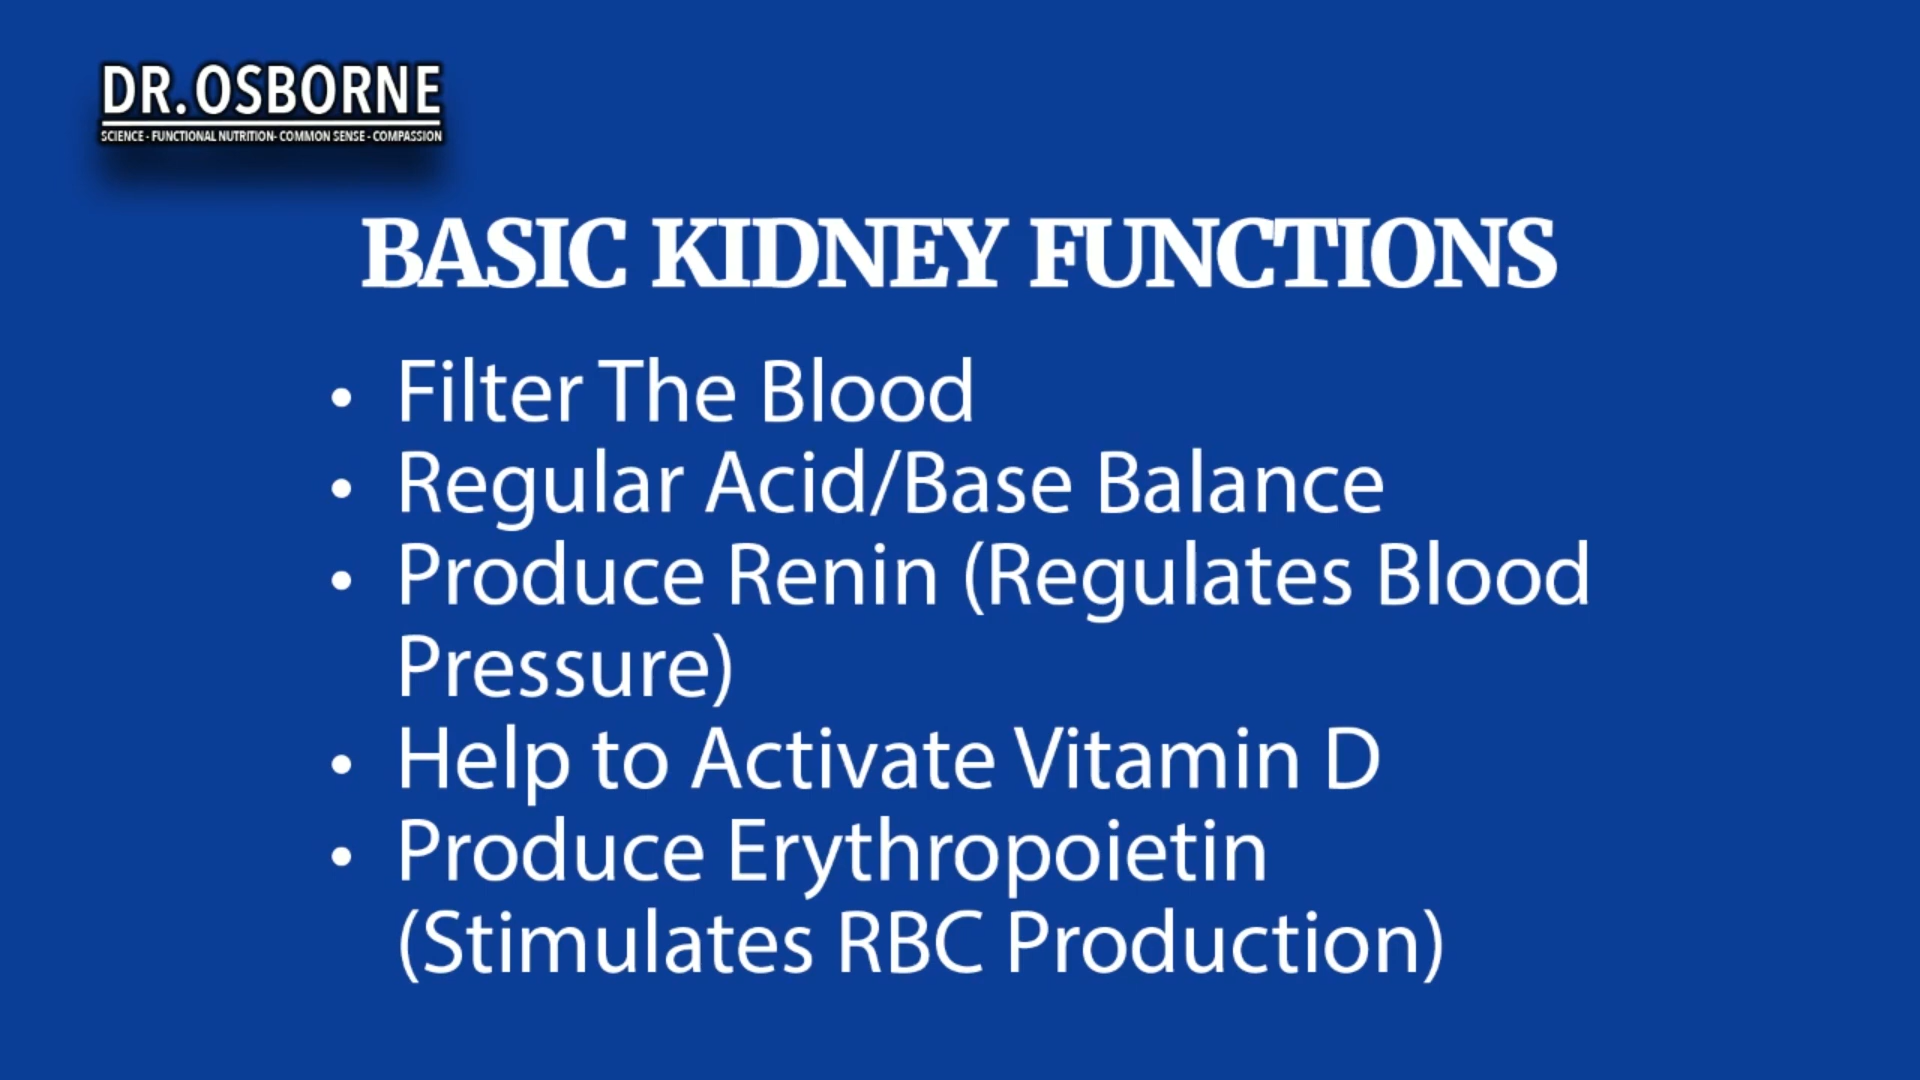 DR. OSBORNE
SCIENCE - FUNCTIONAL NUTRITION- COMMON SENSE - COMPASSION
BASIC KIDNEY FUNCTIONS
• Filter The Blood
• Regular Acid/Base Balance
• Produce Renin (Regulates Blood
Pressure)
• Help to Activate Vitamin D
• Produce Erythropoietin
(Stimulates RBC Production)